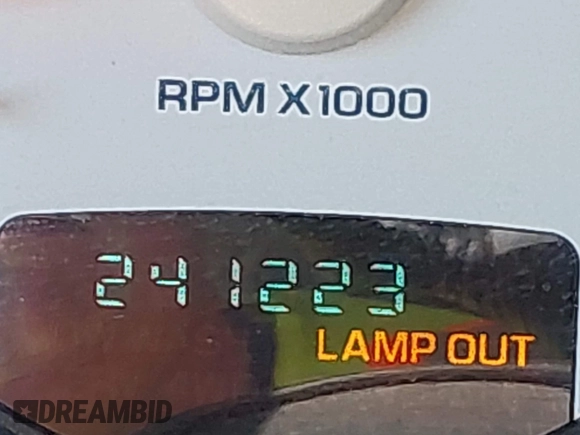 RPM X1000
241223
LAMP OUT
DREAMBID